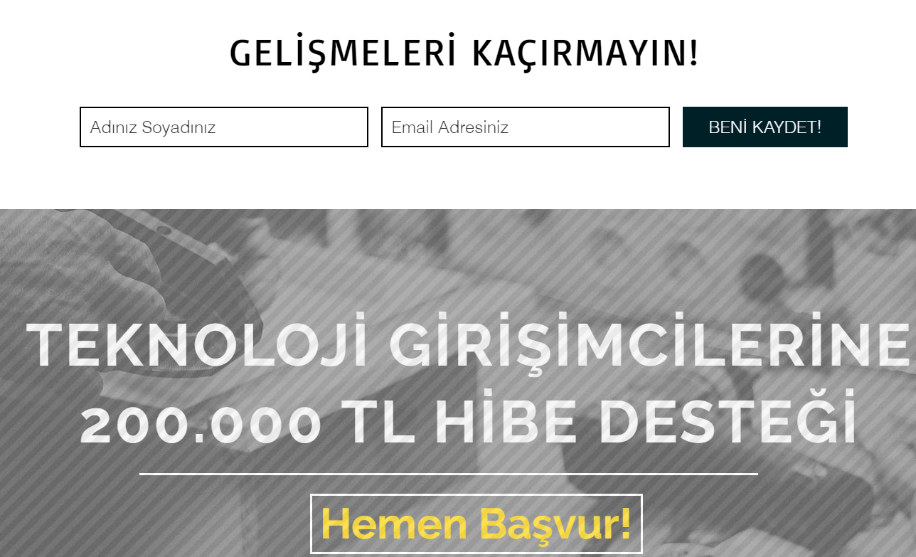 GELİŞMELERİ KAÇIRMAYIN!
Adınız Soyadınız
Email Adresiniz
BENİ KAYDET!
TEKNOLOJİ GİRİŞİMCİLERİNE
200.000 TL HİBE DESTEĞİ
Hemen Başvur!